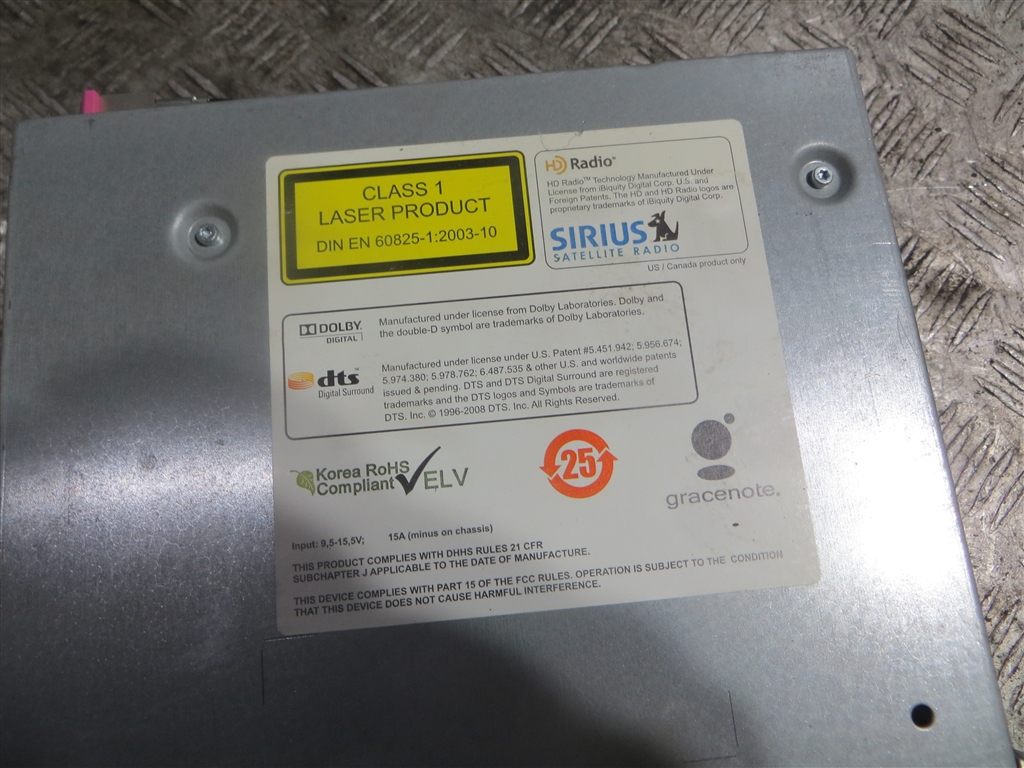 CLASS 1
LASER PRODUCT
DIN EN 60825-1:2003-10
HD Radio®
HD Radio™ Technology Manufactured Under
License from iBiquity Digital Corp. U.S. and
Foreign Patents. The HD and HD Radio logos are
proprietary trademarks of iBiquity Digital Corp.
SIRIUS
SATELLITE RADIO
US / Canada product only
DOLBY
DIGITAL
Manufactured under license from Dolby Laboratories. Dolby and
the double-D symbol are trademarks of Dolby Laboratories.
dts™
Digital Surround
Manufactured under license under U.S. Patent #5.451.942; 5.956.674;
5.974.380; 5.978.762; 6.487.535 & other U.S. and worldwide patents
issued & pending. DTS and DTS Digital Surround are registered
trademarks and the DTS logos and Symbols are trademarks of
DTS. Inc. © 1996-2008 DTS. Inc. All Rights Reserved.
Korea RoHS
Compliant
ELV
25
gracenote.
Input: 9,5-15,5V; 15A (minus on chassis)
THIS PRODUCT COMPLIES WITH DHHS RULES 21 CFR
SUBCHAPTER J APPLICABLE TO THE DATE OF MANUFACTURE.
THIS DEVICE COMPLIES WITH PART 15 OF THE FCC RULES. OPERATION IS SUBJECT TO THE CONDITION
THAT THIS DEVICE DOES NOT CAUSE HARMFUL INTERFERENCE.